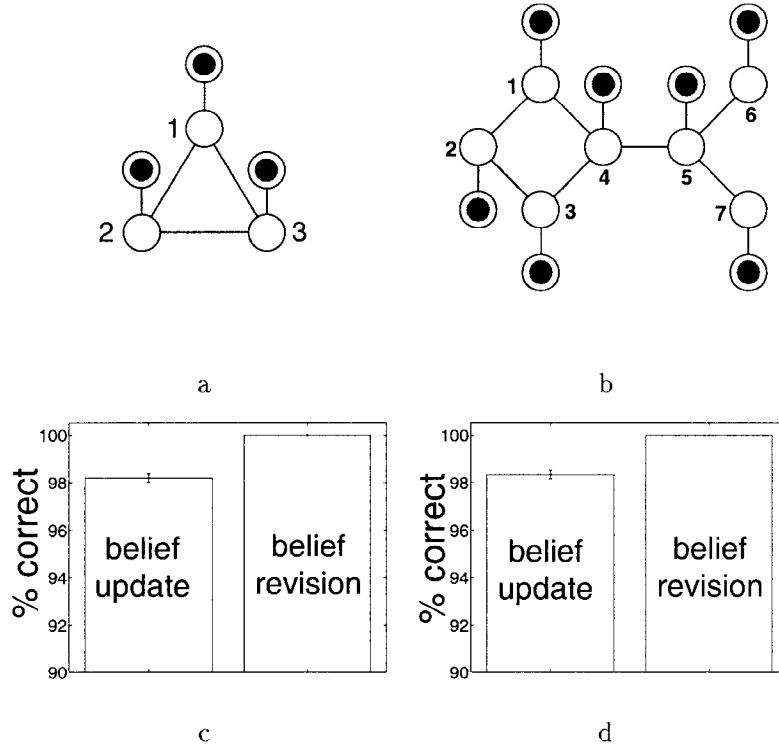 1
2 3
1
6
2
4 5
3 7
a b
100 100
98 98
96 96
94 94
92 92
90 90
% correct
belief
update
belief
revision
% correct
belief
update
belief
revision
c d